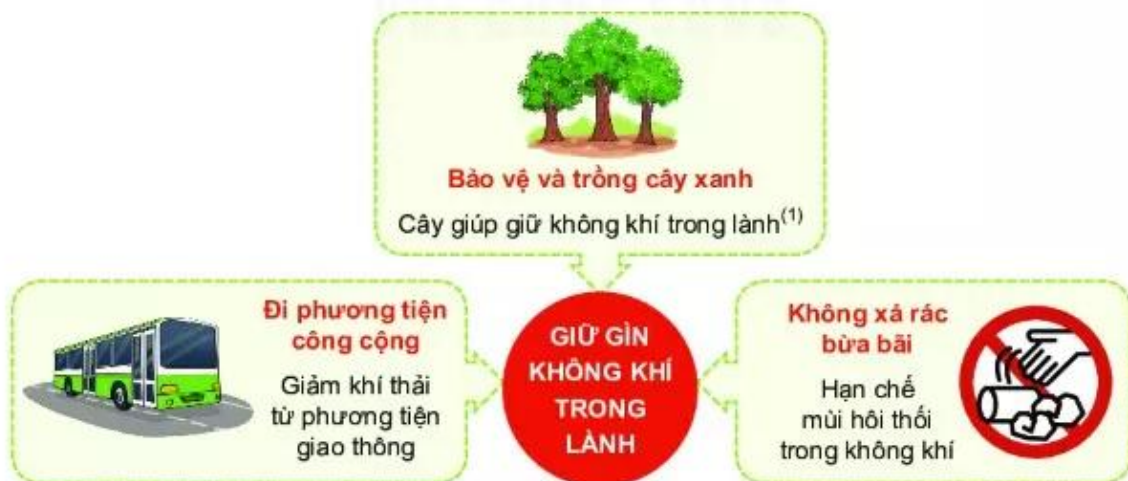 Bảo vệ và trồng cây xanh
Cây giúp giữ không khí trong lành(1)
Đi phương tiện
công cộng
Giảm khí thải
từ phương tiện
giao thông
GIỮ GÌN
KHÔNG KHÍ
TRONG
LÀNH
Không xả rác
bừa bãi
Hạn chế
mùi hôi thối
trong không khí